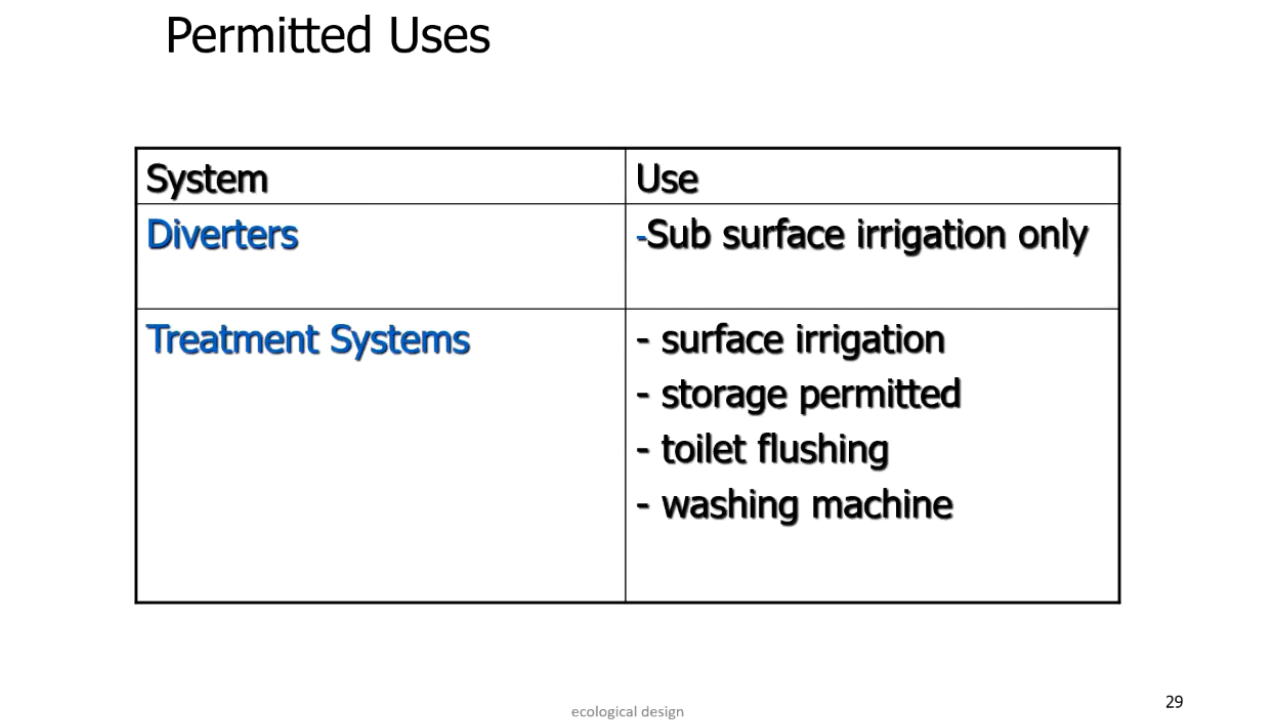 Permitted Uses
System
Use
Diverters
-Sub surface irrigation only
Treatment Systems
- surface irrigation
- storage permitted
- toilet flushing
- washing machine
ecological design
29